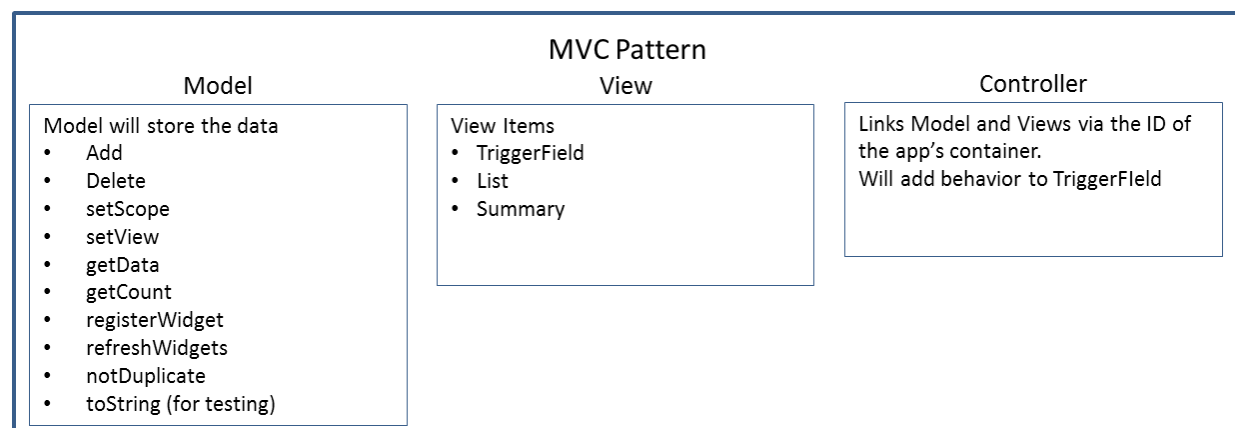 MVC Pattern
Model
Model will store the data
• Add
• Delete
• setScope
• setView
• getData
• getCount
• registerWidget
• refreshWidgets
• notDuplicate
• toString (for testing)
View
View Items
• TriggerField
• List
• Summary
Controller
Links Model and Views via the ID of
the app's container.
Will add behavior to TriggerFIeld